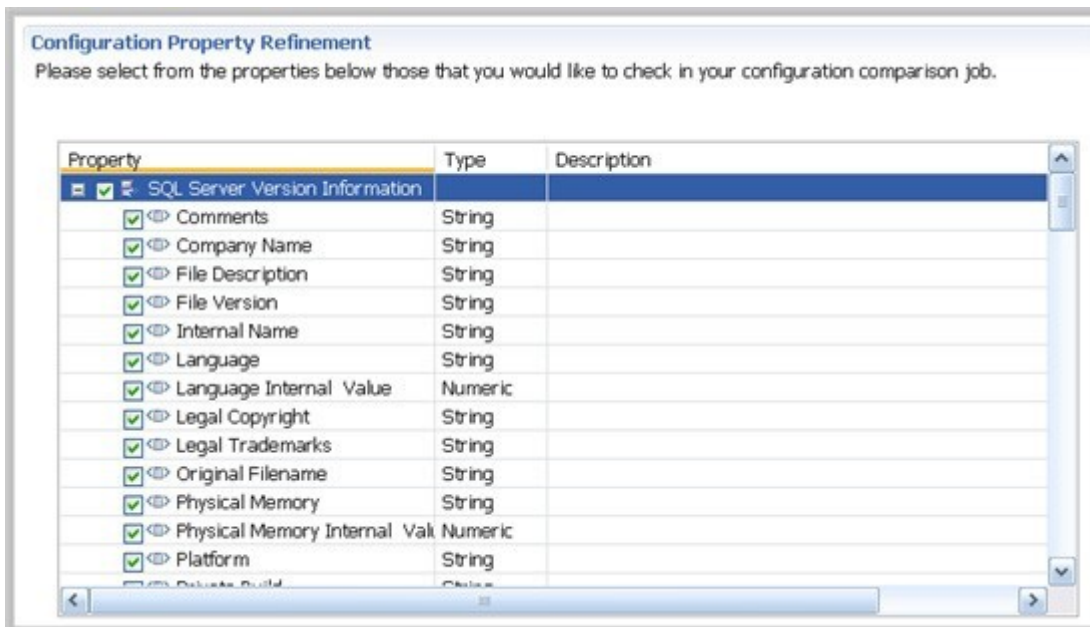 Configuration Property Refinement
Please select from the properties below those that you would like to check in your configuration comparison job.
Property Type Description
SQL Server Version Information
Comments String
Company Name String
File Description String
File Version String
Internal Name String
Language String
Language Internal Value Numeric
Legal Copyright String
Legal Trademarks String
Original Filename String
Physical Memory String
Physical Memory Internal Numeric
Platform String